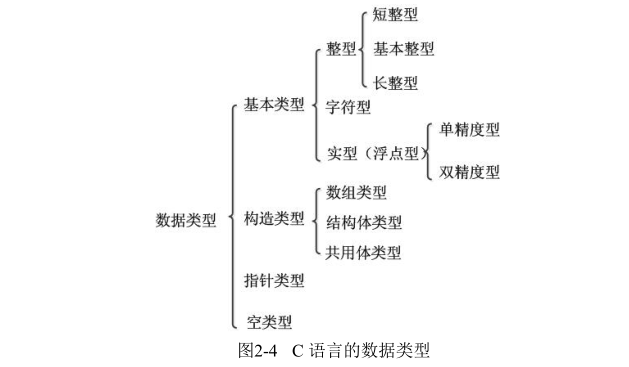 短整型
整型
基本整型
长整型
基本类型
字符型
实型（浮点型）
单精度型
双精度型
数据类型
构造类型
数组类型
结构体类型
共用体类型
指针类型
空类型
图2-4 C 语言的数据类型